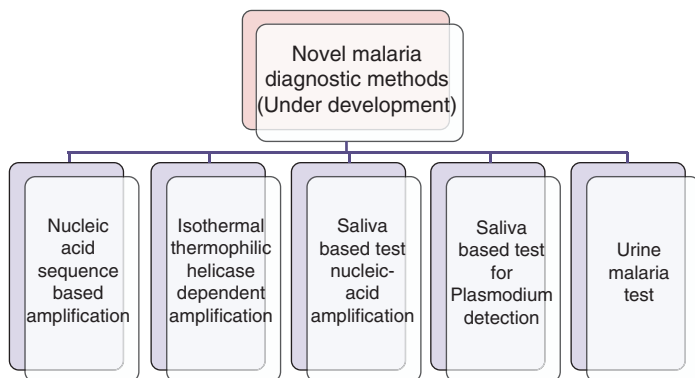 Novel malaria
diagnostic methods
(Under development)
Nucleic
acid
sequence
based
amplification
Isothermal
thermophilic
helicase
dependent
amplification
Saliva
based test
nucleic-
acid
amplification
Saliva
based test
for
Plasmodium
detection
Urine
malaria
test